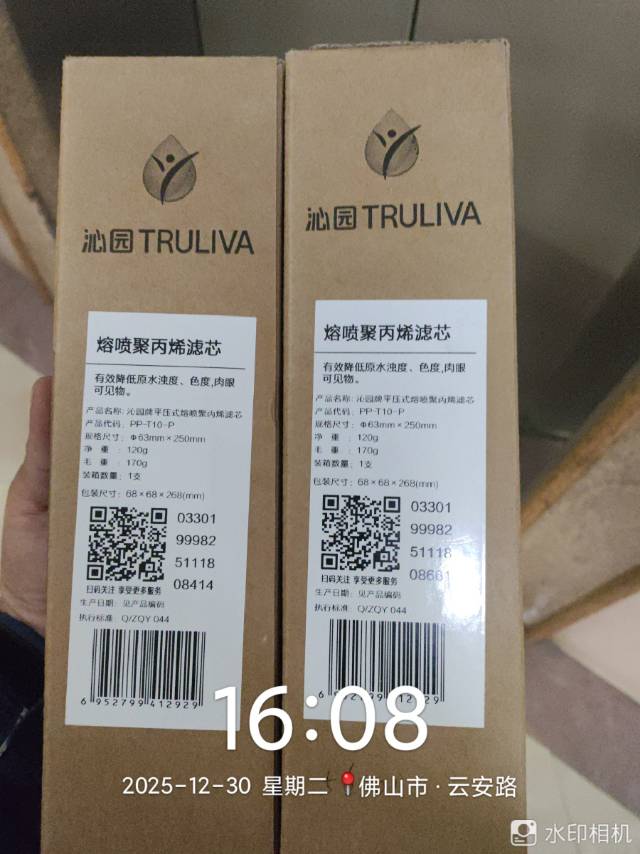 沁园 TRULIVA
熔喷聚丙烯滤芯
有效降低原水浊度、色度,肉眼
可见物。
产品名称: 沁园牌平压式熔喷聚丙烯滤芯
产品代码: PP-T10-P
规格尺寸: Φ63mm×250mm
净 重: 120g
毛 重: 170g
装箱数量: 1支
包装尺寸: 68×68×268(mm)
03301
99982
51118
08414
扫码关注 享受更多服务
生产日期: 见产品编码
执行标准: Q/ZQY 044
6 952799 412929
沁园 TRULIVA
熔喷聚丙烯滤芯
有效降低原水浊度、色度,肉眼
可见物。
产品名称: 沁园牌平压式熔喷聚丙烯滤芯
产品代码: PP-T10-P
规格尺寸: Φ63mm×250mm
净 重: 120g
毛 重: 170g
装箱数量: 1支
包装尺寸: 68×68×268(mm)
03301
99982
51118
扫码关注 享受更多服务
生产日期: 见产品编码
执行标准: Q/ZQY 044
16:08
2025-12-30 星期二 佛山市·云安路
水印相机